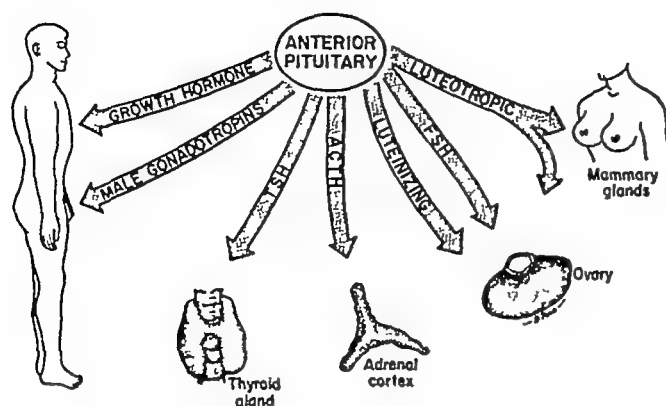 ANTERIOR
PITUITARY
GROWTH HORMONE
MALE GONADOTROPINS
TSH
ACTH
LUTEINIZING
FSH
LUTEOTROPIC
Mammary
glands
Ovary
Thyroid
gland
Adrenal
cortex